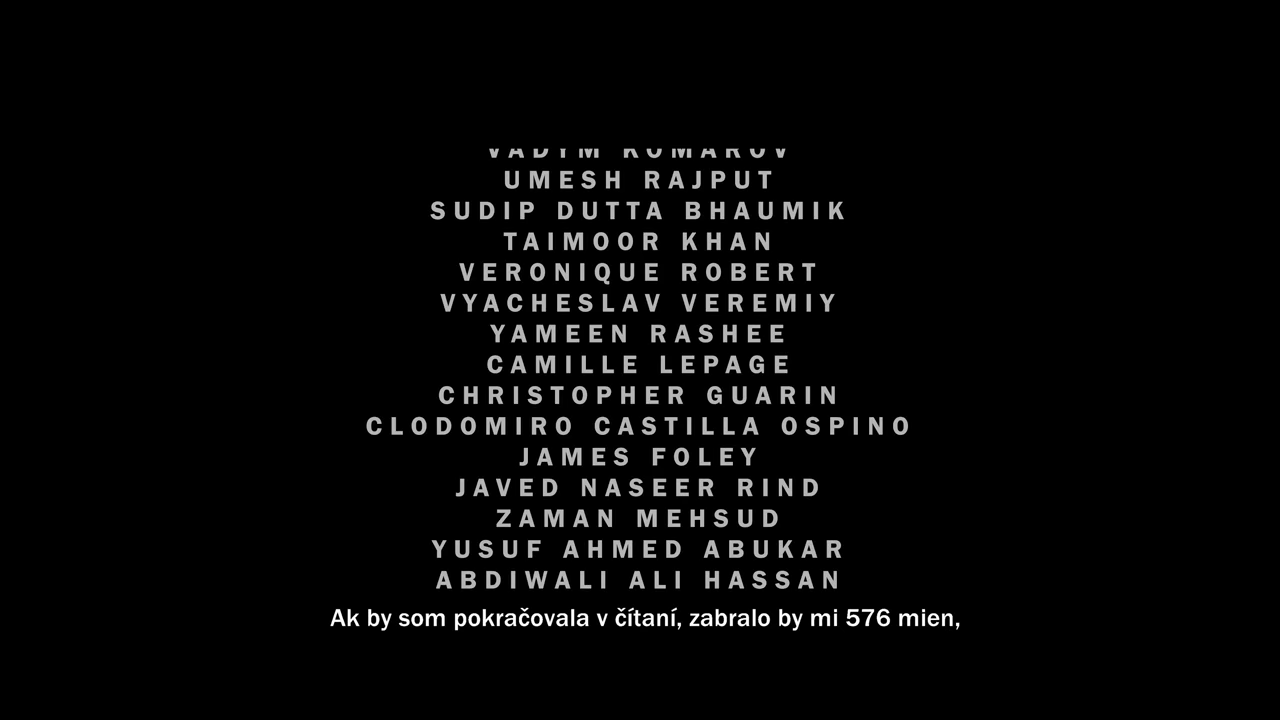 VADYM KOMAROV
UMESH RAJPUT
SUDIP DUTTA BHAUMIK
TAIMOOR KHAN
VERONIQUE ROBERT
VYACHESLAV VEREMIY
YAMEEN RASHEE
CAMILLE LEPAGE
CHRISTOPHER GUARIN
CLODOMIRO CASTILLA OSPINO
JAMES FOLEY
JAVED NASEER RIND
ZAMAN MEHSUD
YUSUF AHMED ABUKAR
ABDIWALI ALI HASSAN
Ak by som pokračovala v čítaní, zabralo by mi 576 mien,